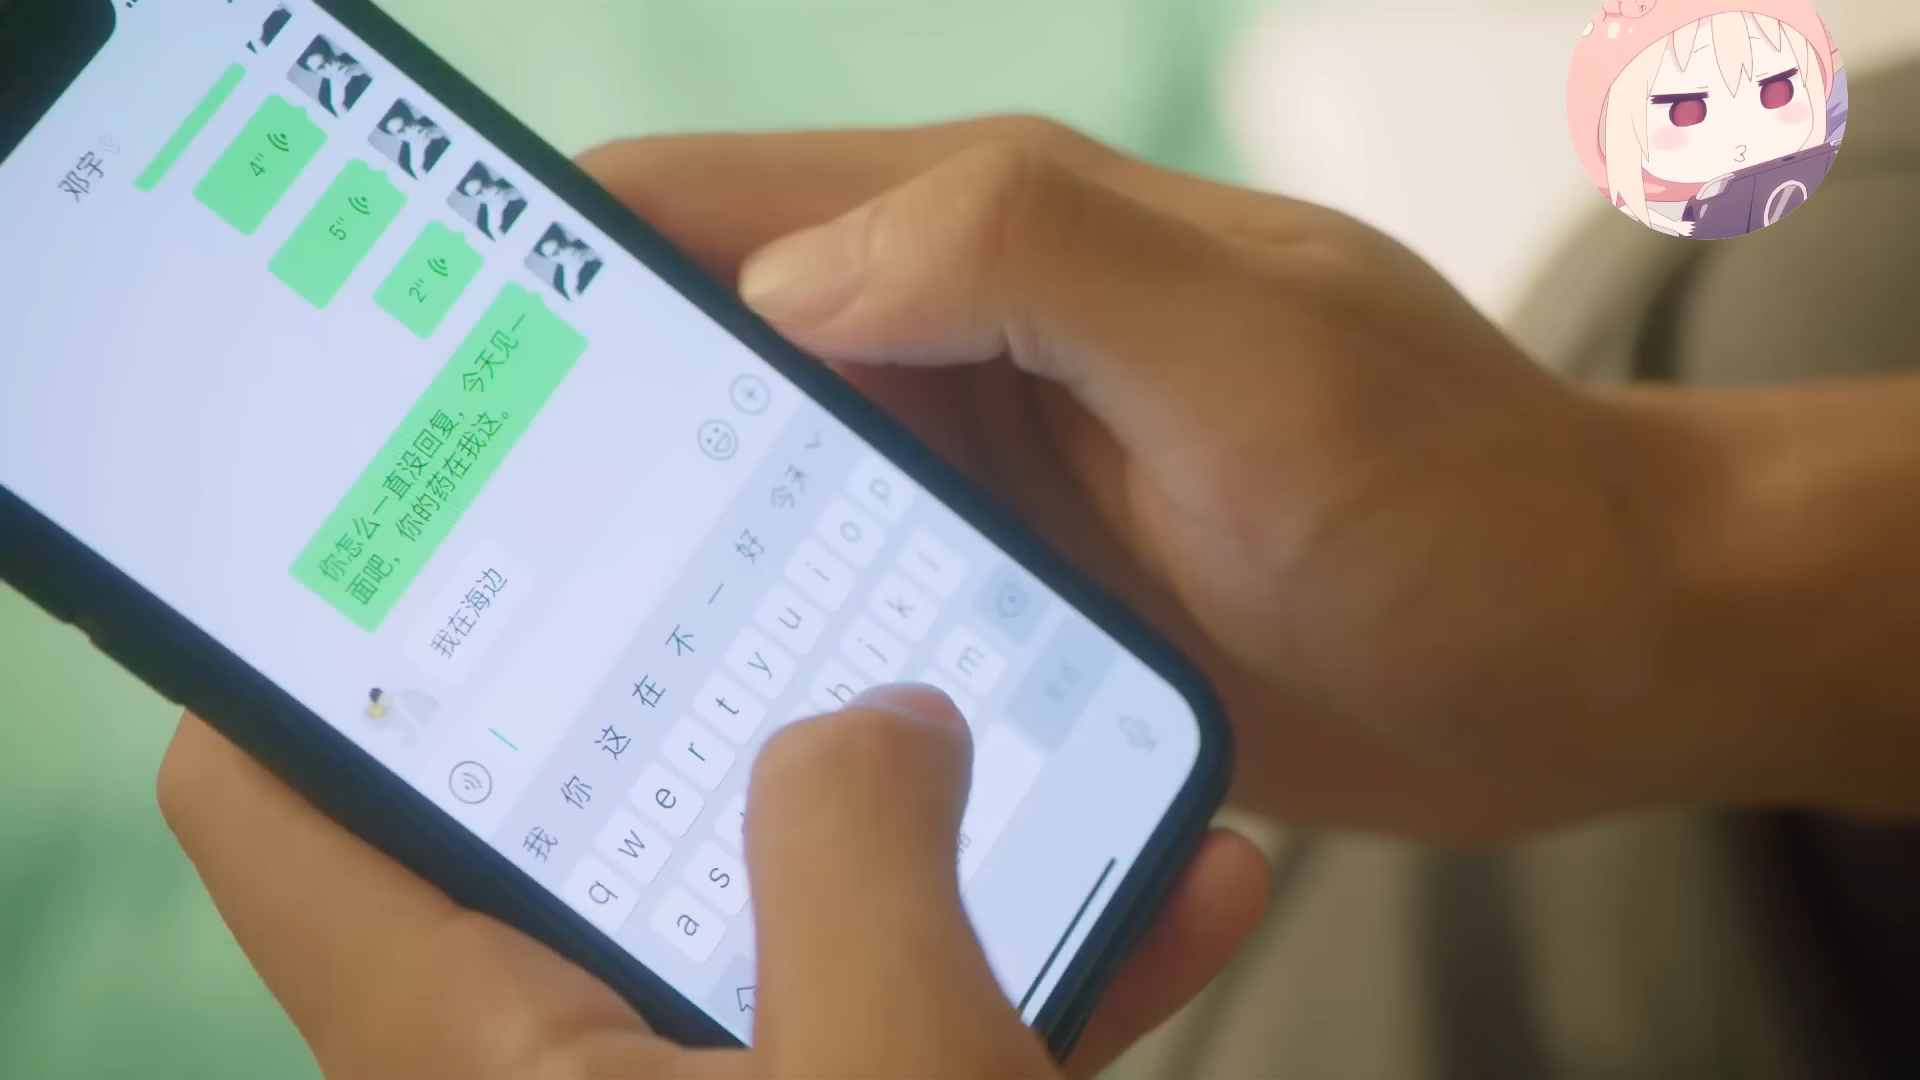 邓宇
4"
5"
2"
你怎么一直没回复，今天见一
面吧，你的药在我这。
我在海边
我 你 这 在 不 一 好 今天
q w e r t y u i o p
a s h j k l
m